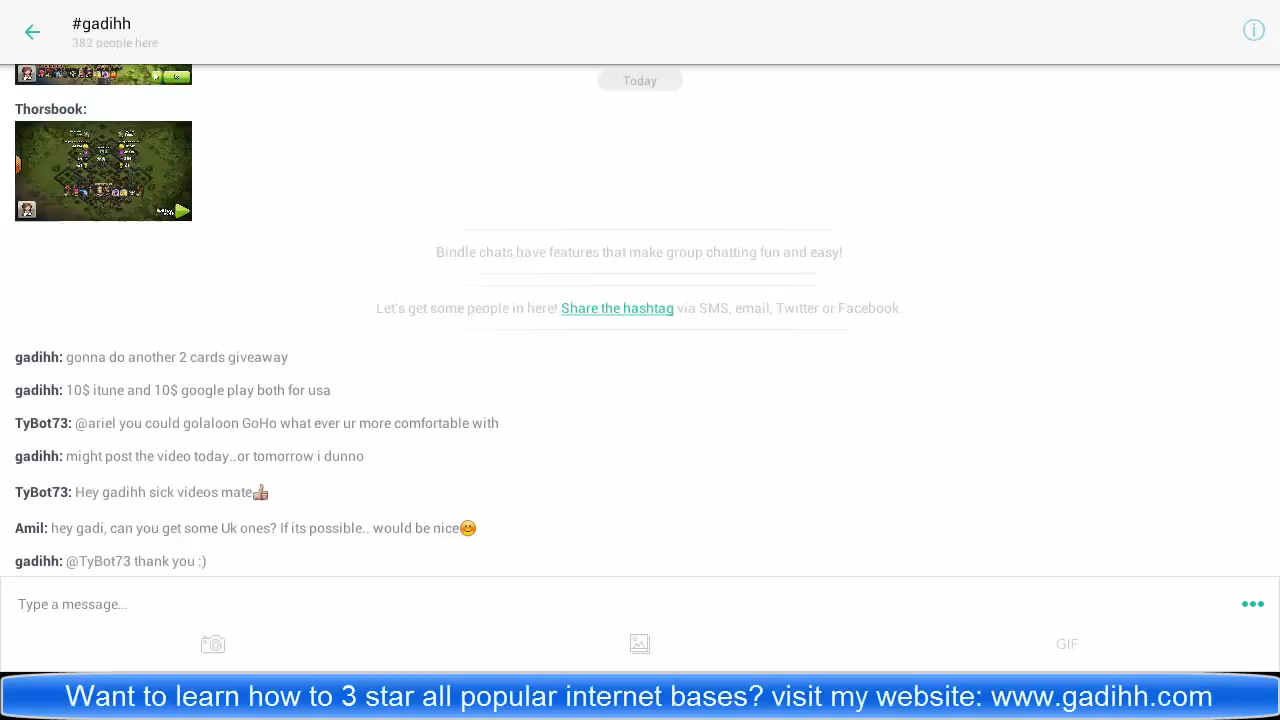 #gadihh
382 people here
Today
Thorsbook:
Bindle chats have features that make group chatting fun and easy!
Let's get some people in here! Share the hashtag via SMS, email, Twitter or Facebook.
gadihh: gonna do another 2 cards giveaway
gadihh: 10$ itune and 10$ google play both for usa
TyBot73: @ariel you could golaloon GoHo what ever ur more comfortable with
gadihh: might post the video today..or tomorrow i dunno
TyBot73: Hey gadihh sick videos mate👍
Amil: hey gadi, can you get some Uk ones? If its possible.. would be nice😊
gadihh: @TyBot73 thank you :)
Type a message...
GIF
Want to learn how to 3 star all popular internet bases? visit my website: www.gadihh.com